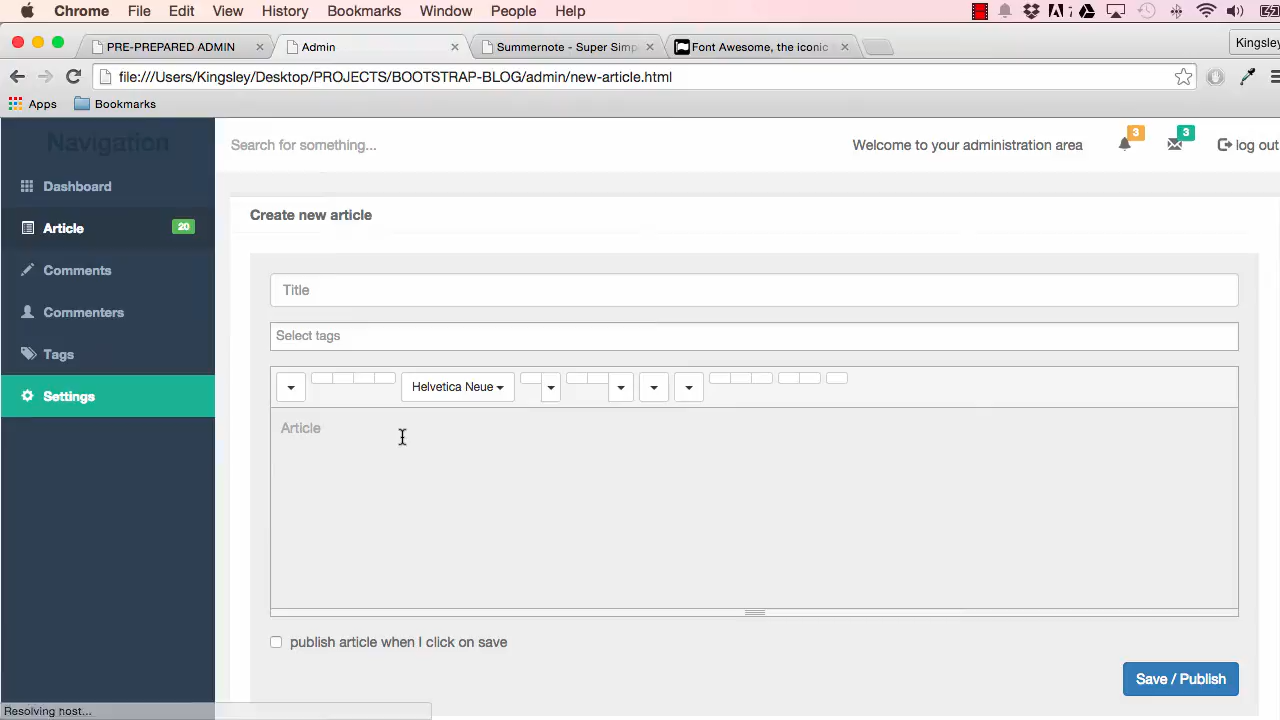 Chrome File Edit View History Bookmarks Window People Help
PRE-PREPARED ADMIN
Admin
Summernote - Super Simp
Font Awesome, the iconic
Kingsley
file:///Users/Kingsley/Desktop/PROJECTS/BOOTSTRAP-BLOG/admin/new-article.html
Apps Bookmarks
Navigation
Search for something...
Welcome to your administration area
3
3
log out
Dashboard
Article 20
Comments
Commenters
Tags
Settings
Create new article
Title
Select tags
Helvetica Neue
Article
publish article when I click on save
Save / Publish
Resolving host...